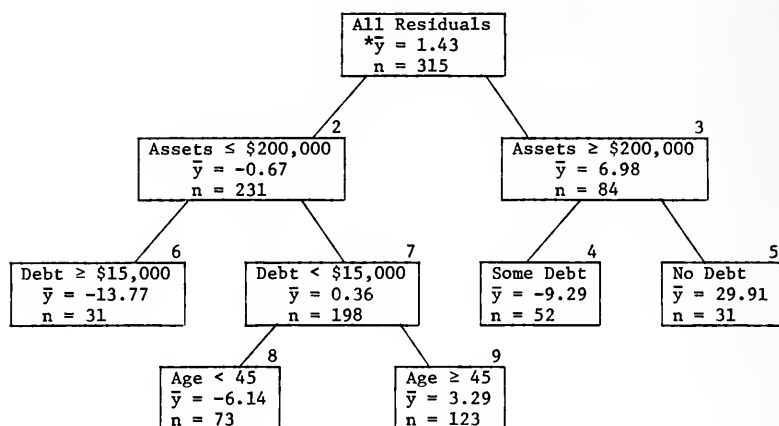 All Residuals
*ȳ = 1.43
n = 315
2
Assets ≤ $200,000
ȳ = -0.67
n = 231
3
Assets ≥ $200,000
ȳ = 6.98
n = 84
6
Debt ≥ $15,000
ȳ = -13.77
n = 31
7
Debt < $15,000
ȳ = 0.36
n = 198
4
Some Debt
ȳ = -9.29
n = 52
5
No Debt
ȳ = 29.91
n = 31
8
Age < 45
ȳ = -6.14
n = 73
9
Age ≥ 45
ȳ = 3.29
n = 123